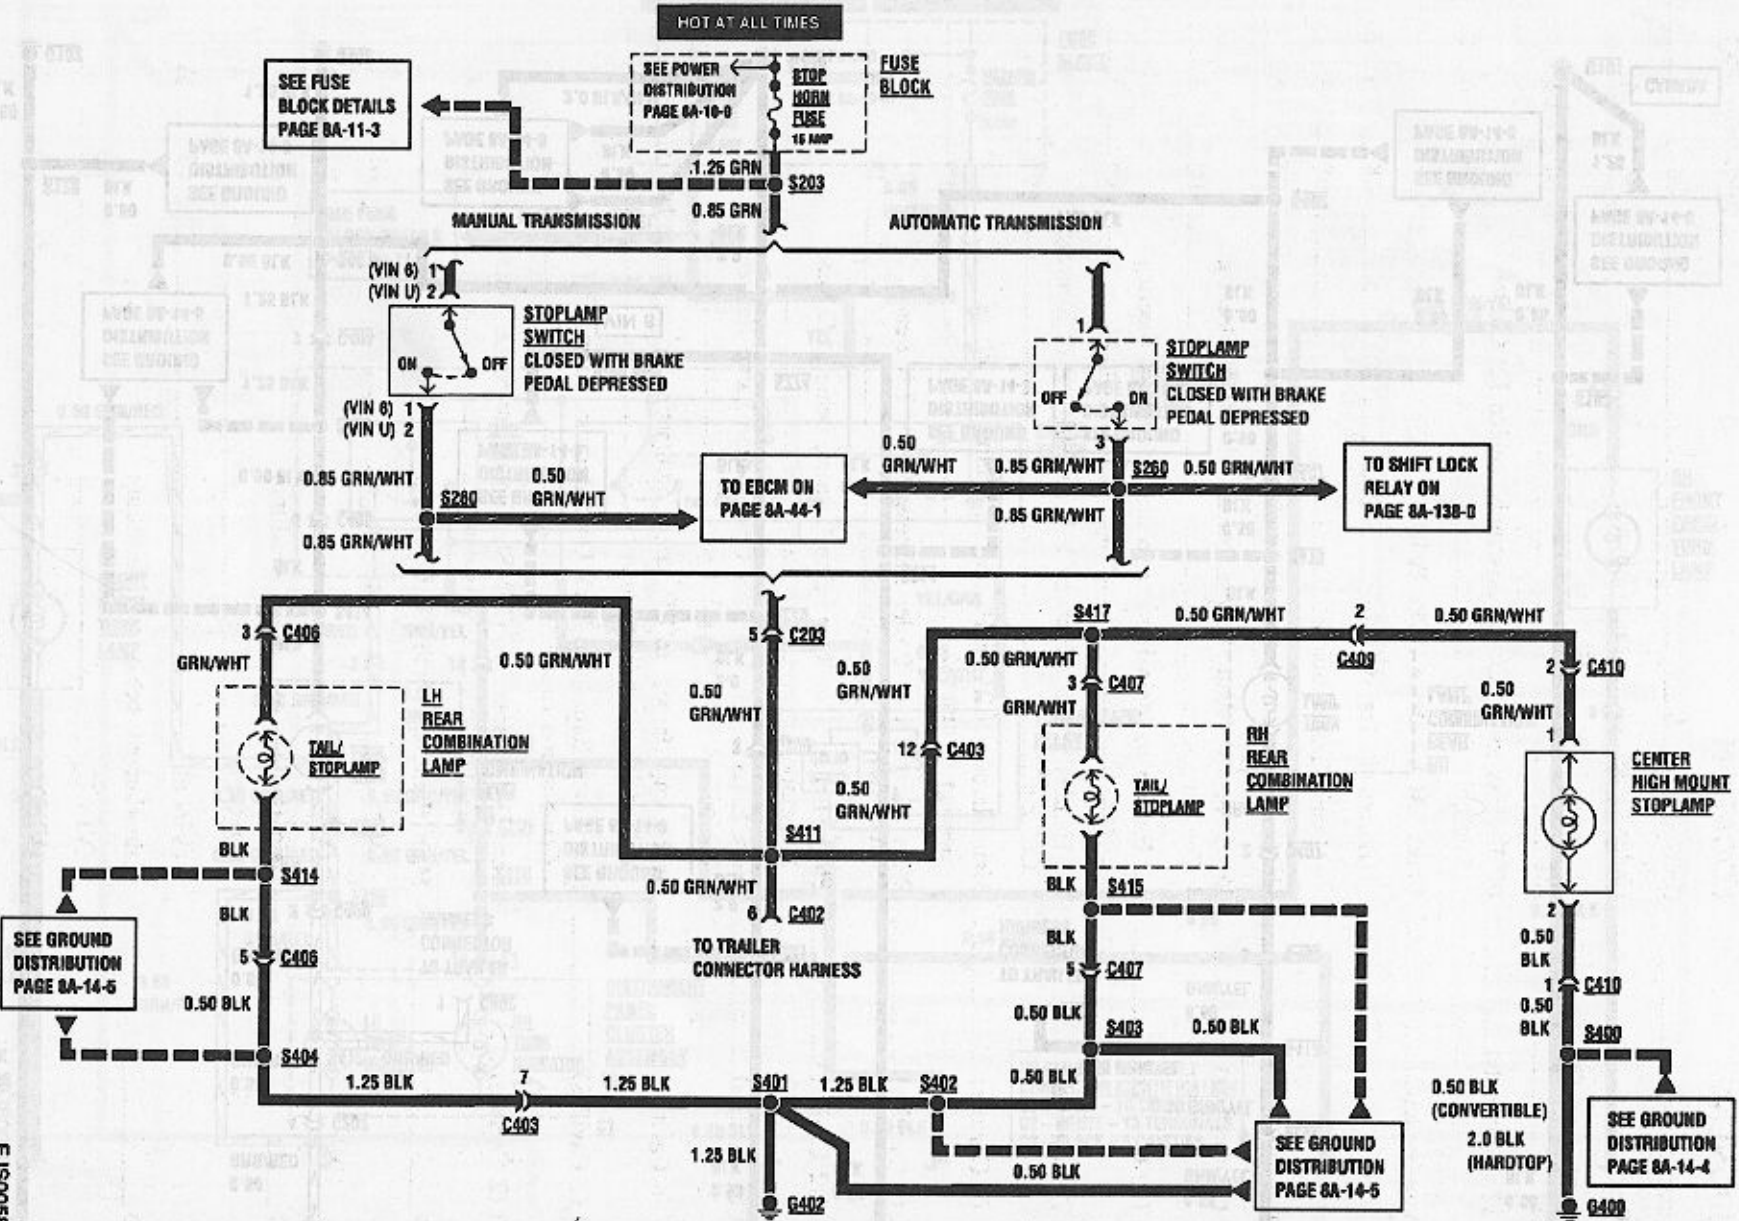 HOT AT ALL TIMES
SEE FUSE
BLOCK DETAILS
PAGE 8A-11-3
SEE POWER
DISTRIBUTION
PAGE 8A-10-0
STOP
HORN
FUSE
15 AMP
FUSE
BLOCK
1.25 GRN
S203
0.85 GRN
MANUAL TRANSMISSION
AUTOMATIC TRANSMISSION
(VIN 6) 1
(VIN U) 2
STOPLAMP
SWITCH
CLOSED WITH BRAKE
PEDAL DEPRESSED
ON
OFF
(VIN 6) 1
(VIN U) 2
1
STOPLAMP
SWITCH
CLOSED WITH BRAKE
PEDAL DEPRESSED
OFF
ON
3
0.85 GRN/WHT
S280
0.50
GRN/WHT
0.85 GRN/WHT
TO EBCM ON
PAGE 8A-44-1
0.50
GRN/WHT
0.85 GRN/WHT
S260
0.50 GRN/WHT
0.85 GRN/WHT
TO SHIFT LOCK
RELAY ON
PAGE 8A-138-0
3 C406
GRN/WHT
0.50 GRN/WHT
5 C203
0.50
GRN/WHT
0.50
GRN/WHT
S417
0.50 GRN/WHT
2
C409
0.50 GRN/WHT
0.50 GRN/WHT
3 C407
GRN/WHT
2 C410
0.50
GRN/WHT
1
LH
REAR
COMBINATION
LAMP
TAIL/
STOPLAMP
12 C403
0.50
GRN/WHT
RH
REAR
COMBINATION
LAMP
TAIL/
STOPLAMP
CENTER
HIGH MOUNT
STOPLAMP
S411
0.50 GRN/WHT
6 C402
TO TRAILER
CONNECTOR HARNESS
BLK
S414
BLK
5 C406
0.50 BLK
SEE GROUND
DISTRIBUTION
PAGE 8A-14-5
S404
BLK
S415
BLK
5 C407
0.50 BLK
S403
0.50 BLK
0.50 BLK
2
0.50
BLK
1 C410
0.50
BLK
S400
1.25 BLK
7
C403
1.25 BLK
S401
1.25 BLK
S402
1.25 BLK
G402
0.50 BLK
SEE GROUND
DISTRIBUTION
PAGE 8A-14-5
0.50 BLK
(CONVERTIBLE)
2.0 BLK
(HARDTOP)
SEE GROUND
DISTRIBUTION
PAGE 8A-14-4
G400